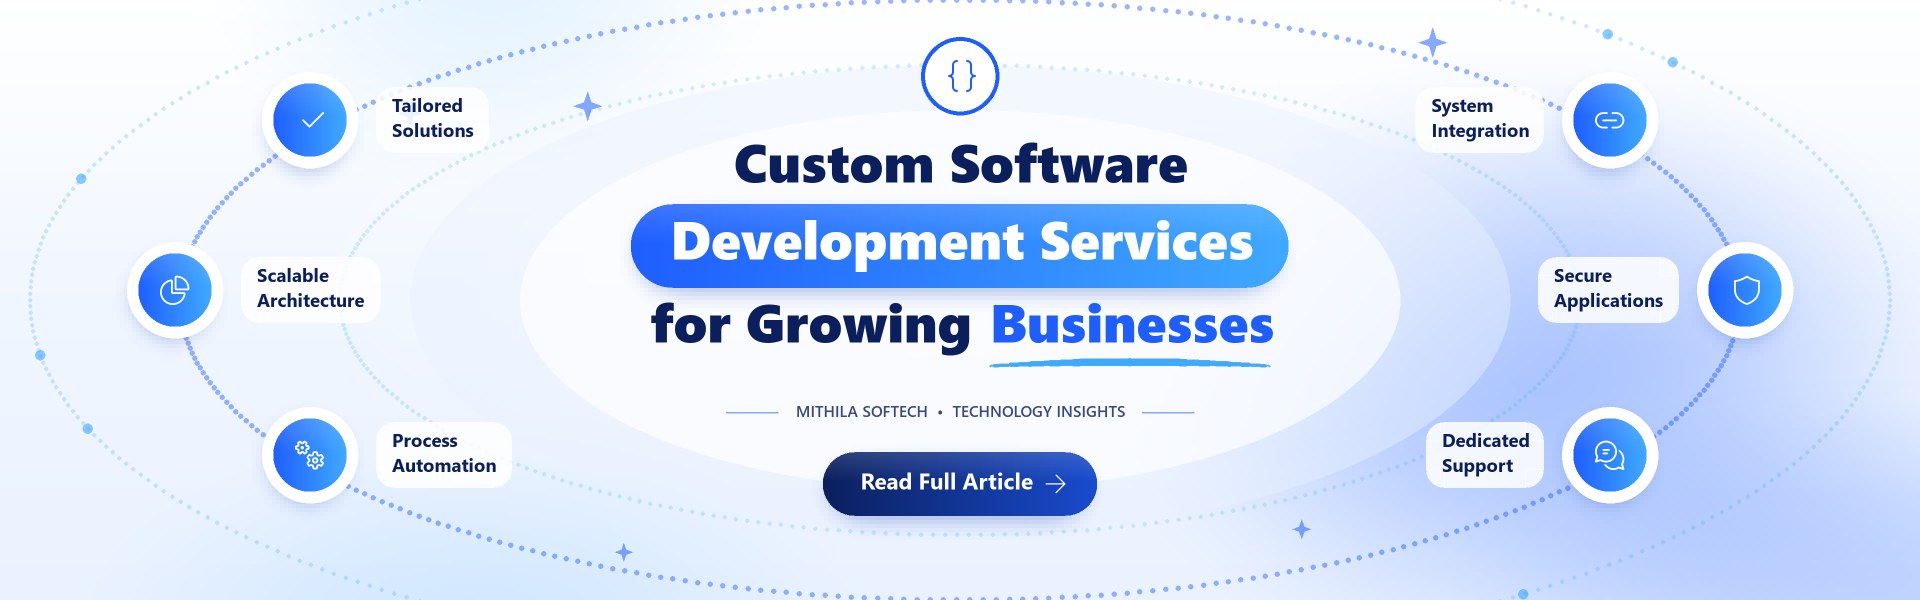 { }
Custom Software
Development Services
for Growing Businesses
MITHILA SOFTECH • TECHNOLOGY INSIGHTS
Read Full Article →
Tailored
Solutions
Scalable
Architecture
Process
Automation
System
Integration
Secure
Applications
Dedicated
Support